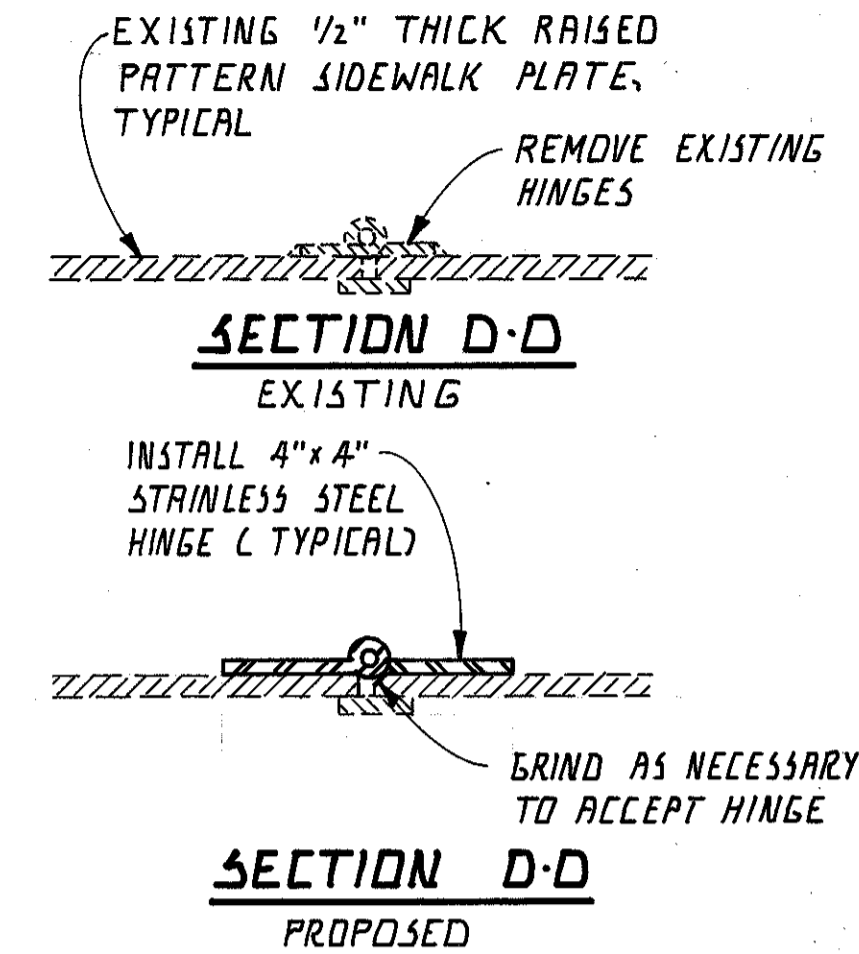 EXISTING 1/2" THICK RAISED
PATTERN SIDEWALK PLATE,
TYPICAL
REMOVE EXISTING
HINGES
SECTION D-D
EXISTING
INSTALL 4"x 4"
STAINLESS STEEL
HINGE ( TYPICAL)
GRIND AS NECESSARY
TO ACCEPT HINGE
SECTION D-D
PROPOSED